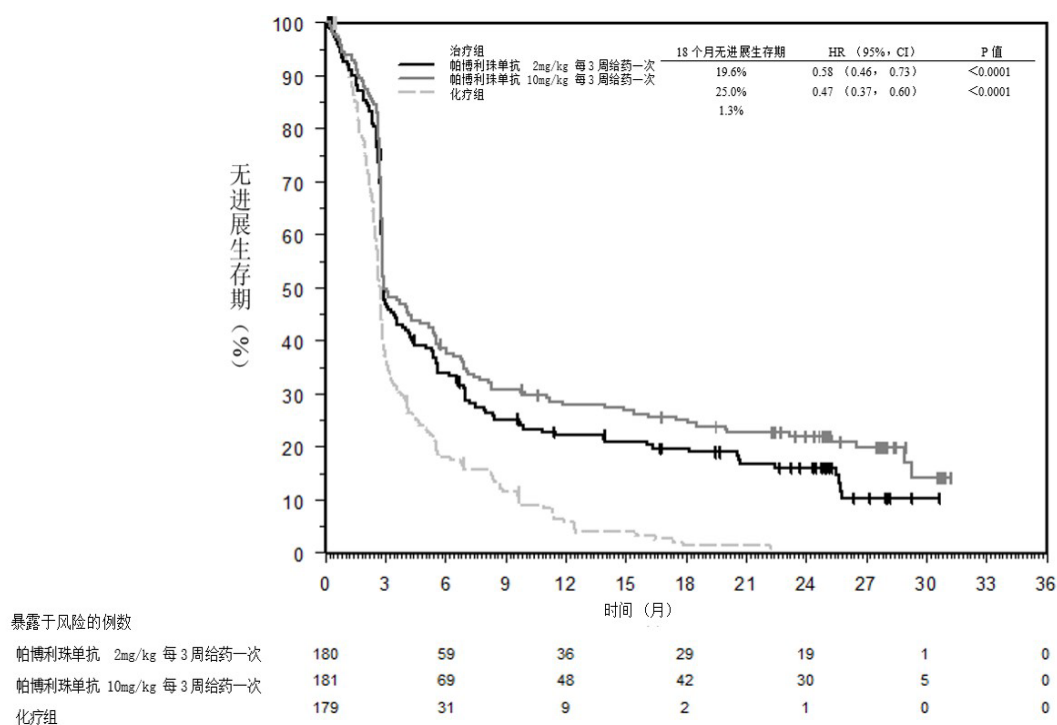 治疗组 18 个月无进展生存期 HR （95%，CI） P 值
帕博利珠单抗 2mg/kg 每 3 周给药一次 19.6% 0.58 （0.46， 0.73） <0.0001
帕博利珠单抗 10mg/kg 每 3 周给药一次 25.0% 0.47 （0.37， 0.60） <0.0001
化疗组 1.3%
无进展生存期（%）
100
90
80
70
60
50
40
30
20
10
0
0 3 6 9 12 15 18 21 24 27 30 33 36
时间（月）
暴露于风险的例数
帕博利珠单抗 2mg/kg 每 3 周给药一次 180 59 36 29 19 1 0
帕博利珠单抗 10mg/kg 每 3 周给药一次 181 69 48 42 30 5 0
化疗组 179 31 9 2 1 0 0